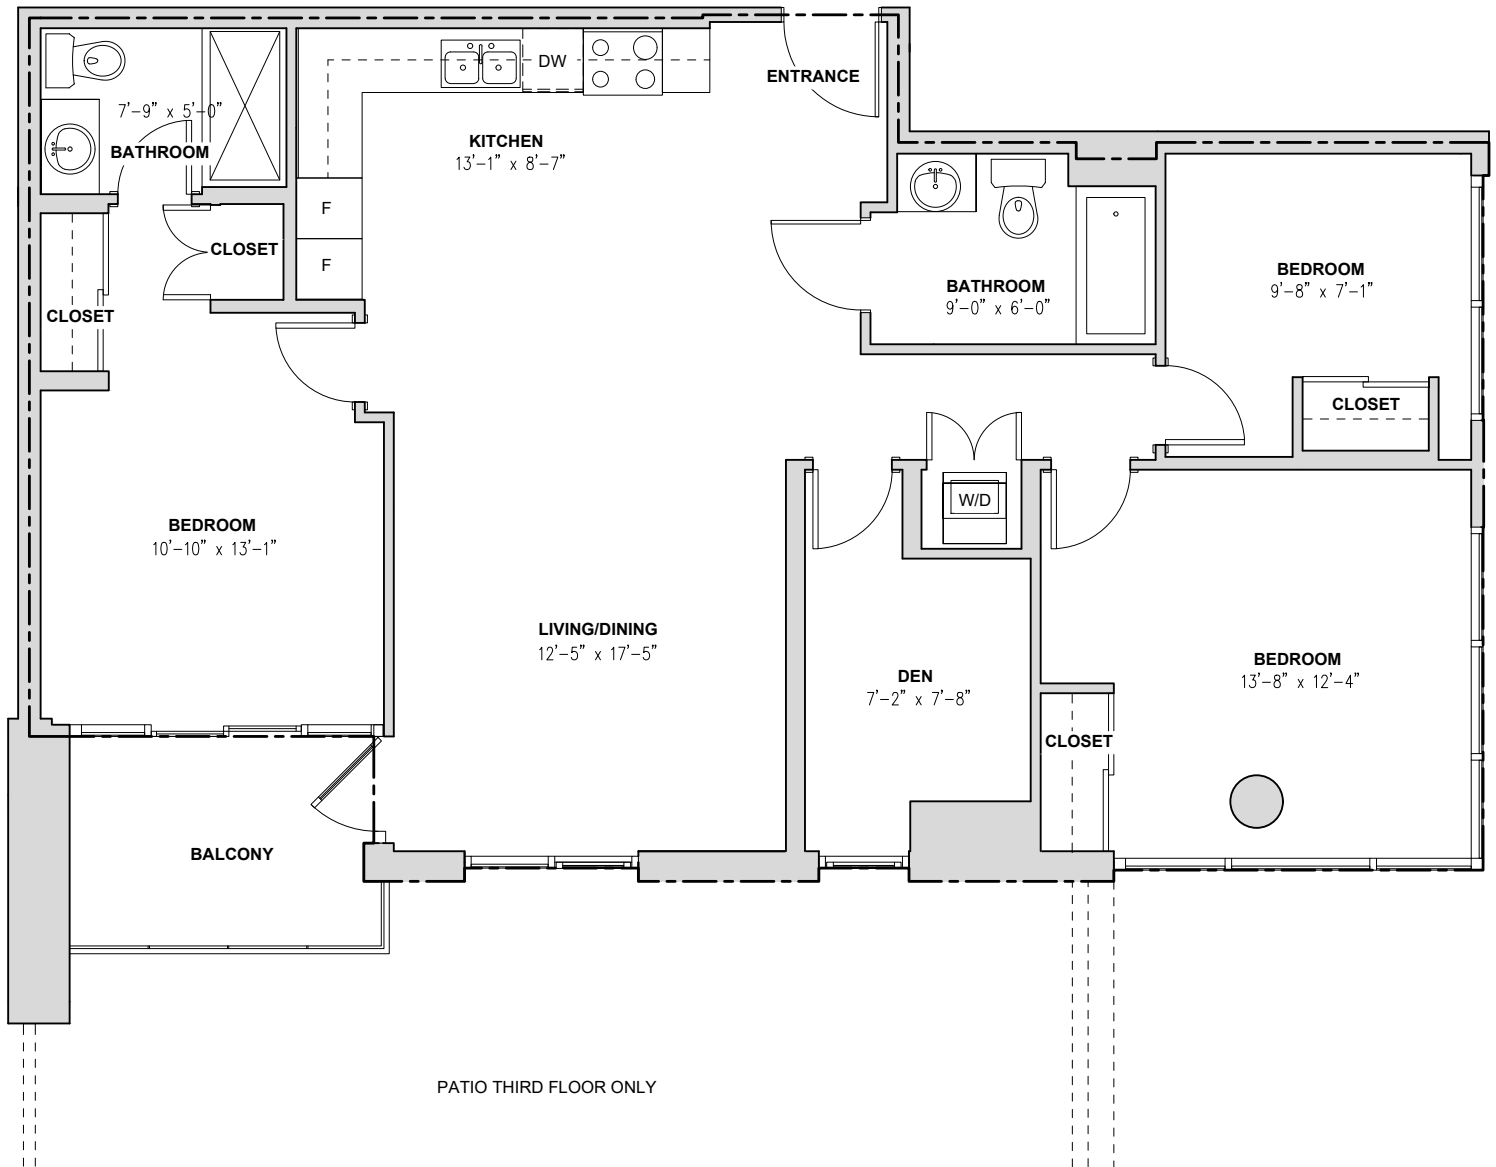 DW
ENTRANCE
7'-9" x 5'-0"
BATHROOM
KITCHEN
13'-1" x 8'-7"
F
F
CLOSET
CLOSET
BATHROOM
9'-0" x 6'-0"
BEDROOM
9'-8" x 7'-1"
CLOSET
W/D
BEDROOM
10'-10" x 13'-1"
LIVING/DINING
12'-5" x 17'-5"
DEN
7'-2" x 7'-8"
BEDROOM
13'-8" x 12'-4"
CLOSET
BALCONY
PATIO THIRD FLOOR ONLY